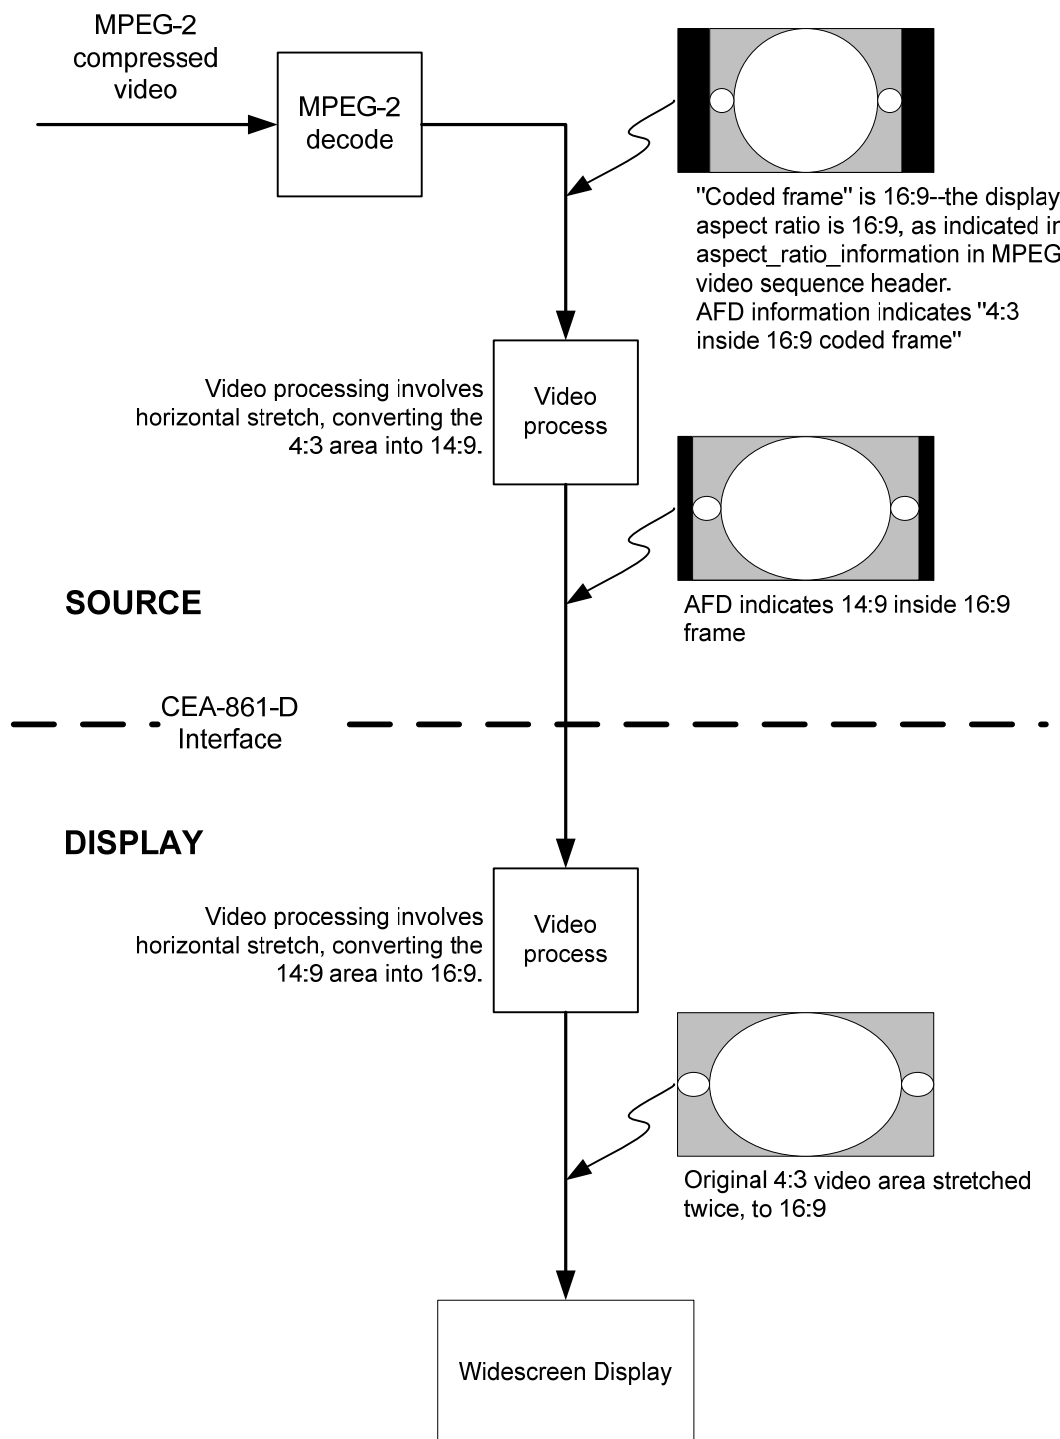 MPEG-2
compressed
video
MPEG-2
decode
"Coded frame" is 16:9--the display
aspect ratio is 16:9, as indicated in
aspect_ratio_information in MPEG
video sequence header.
AFD information indicates "4:3
inside 16:9 coded frame"
Video processing involves
horizontal stretch, converting the
4:3 area into 14:9.
Video
process
AFD indicates 14:9 inside 16:9
frame
SOURCE
CEA-861-D
Interface
DISPLAY
Video processing involves
horizontal stretch, converting the
14:9 area into 16:9.
Video
process
Original 4:3 video area stretched
twice, to 16:9
Widescreen Display